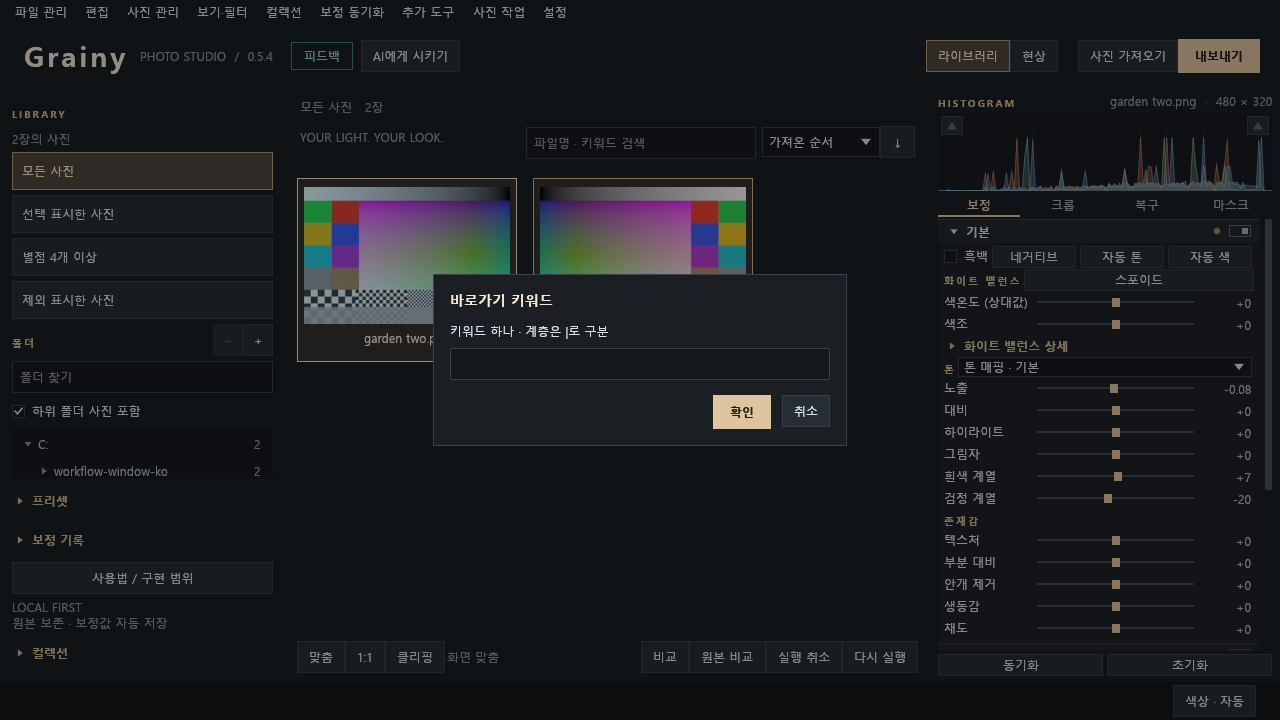 파일 관리 편집 사진 관리 보기·필터 컬렉션 보정 동기화 추가 도구 사진 작업 설정
Grainy PHOTO STUDIO / 0.5.4 피드백 AI에게 시키기 라이브러리 현상 사진 가져오기 내보내기
LIBRARY
2장의 사진
모든 사진
선택 표시한 사진
별점 4개 이상
제외 표시한 사진
폴더 − +
폴더 찾기
하위 폴더 사진 포함
C: 2
workflow-window-ko 2
프리셋
보정 기록
사용법 / 구현 범위
LOCAL FIRST
원본 보존 · 보정값 자동 저장
컬렉션
모든 사진 2장
YOUR LIGHT. YOUR LOOK.
파일명 · 키워드 검색
가져온 순서 ↓
garden two.p
바로가기 키워드
키워드 하나 · 계층은 |로 구분
확인 취소
맞춤 1:1 클리핑 화면 맞춤 비교 원본 비교 실행 취소 다시 실행
HISTOGRAM garden two.png · 480 × 320
보정 크롭 복구 마스크
기본
흑백 네거티브 자동 톤 자동 색
화이트 밸런스 스포이드
색온도 (상대값) +0
색조 +0
화이트 밸런스 상세
톤 톤 매핑 · 기본
노출 -0.08
대비 +0
하이라이트 +0
그림자 +0
흰색 계열 +7
검정 계열 -20
존재감
텍스처 +0
부분 대비 +0
안개 제거 +0
생동감 +0
채도 +0
동기화 초기화
색상 · 자동